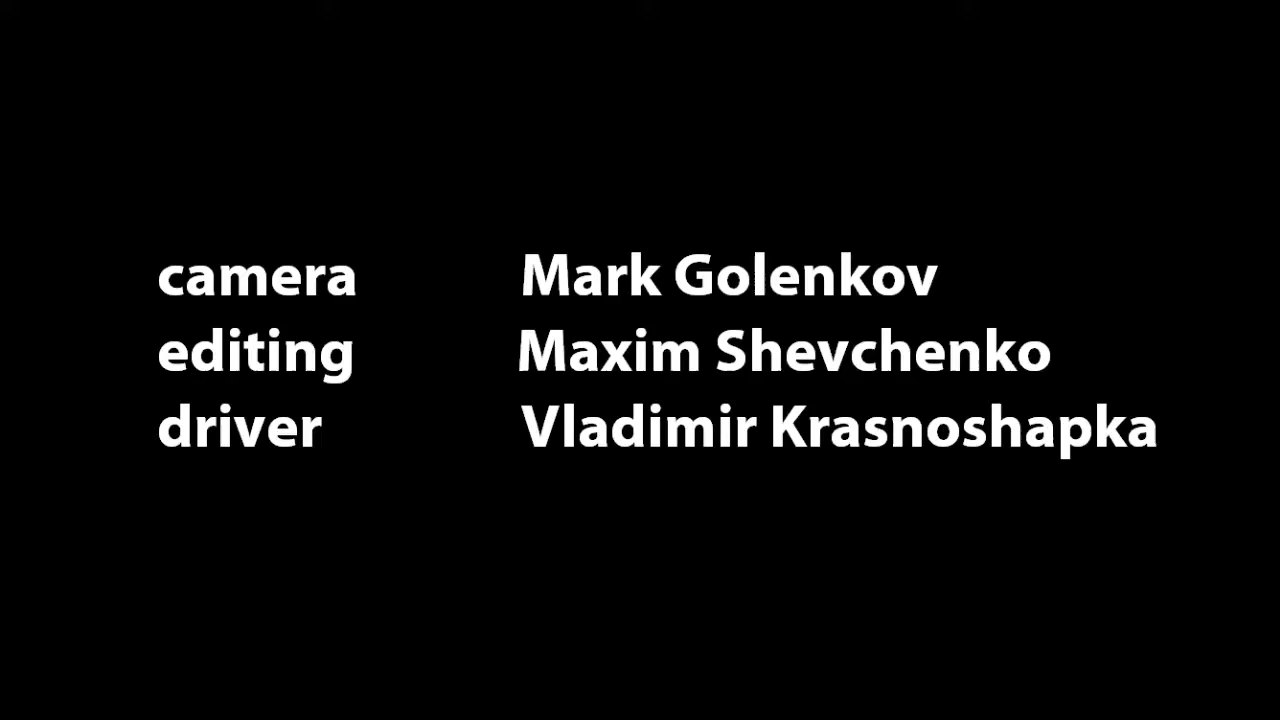 camera Mark Golenkov
editing Maxim Shevchenko
driver Vladimir Krasnoshapka